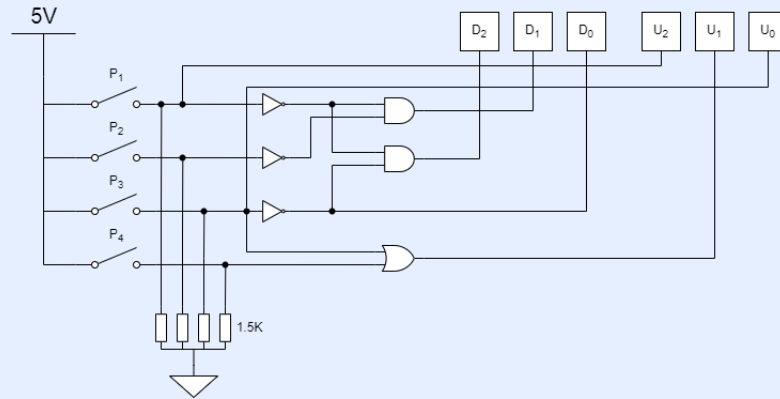 5V
D₂ D₁ D₀ U₂ U₁ U₀
P₁
P₂
P₃
P₄
1.5K